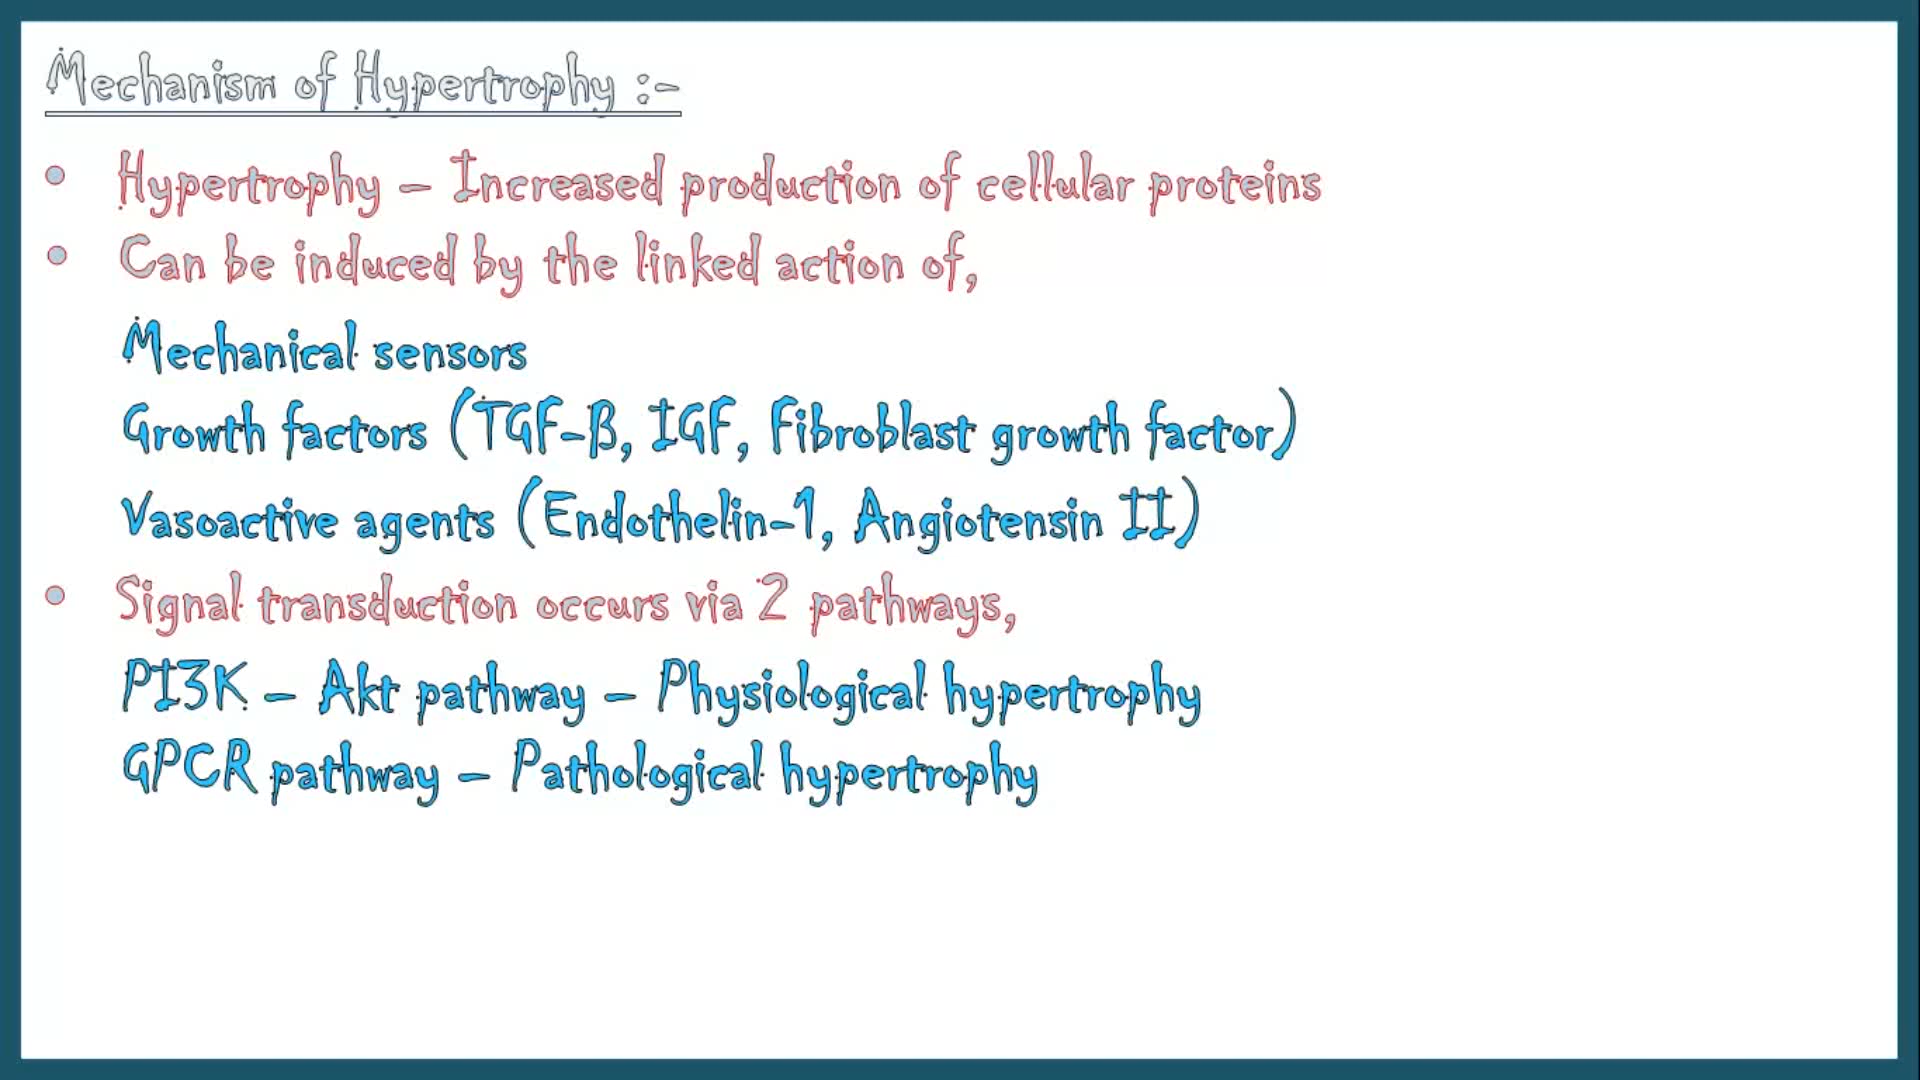 Mechanism of Hypertrophy :-
• Hypertrophy – Increased production of cellular proteins
• Can be induced by the linked action of,
Mechanical sensors
Growth factors (TGF-β, IGF, Fibroblast growth factor)
Vasoactive agents (Endothelin-1, Angiotensin II)
• Signal transduction occurs via 2 pathways,
PI3K – Akt pathway – Physiological hypertrophy
GPCR pathway – Pathological hypertrophy